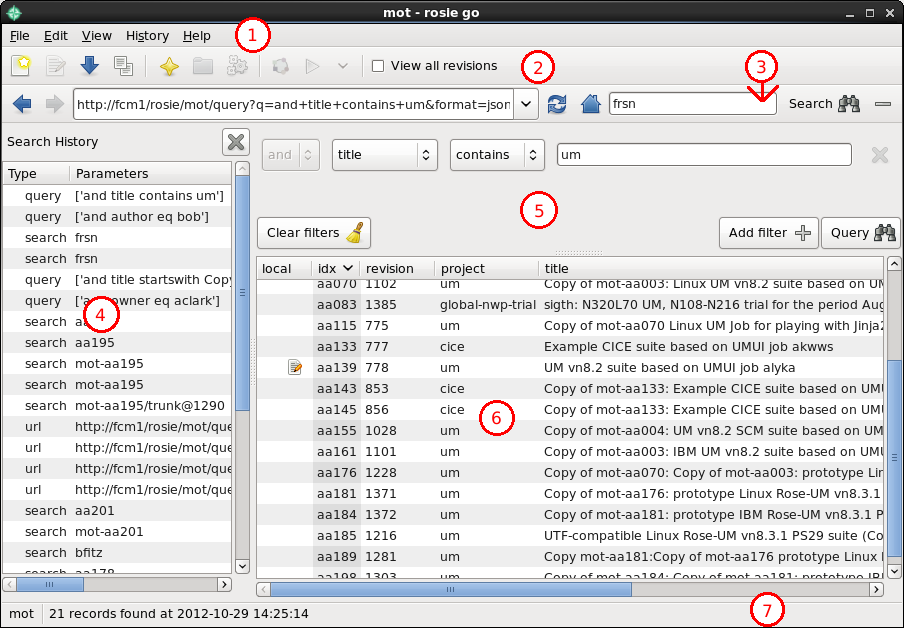 mot - rosie go
File Edit View History Help 1
View all revisions 2 3
http://fcm1/rosie/mot/query?q=and+title+contains+um&format=json frsn Search
Search History
and title contains um
Type Parameters
query ['and title contains um']
query ['and author eq bob']
search frsn
search frsn
query ['and title startswith Copy
query owner eq aclark']
search
4
search aa195
search mot-aa195
search mot-aa195
search mot-aa195/trunk@1290
url http://fcm1/rosie/mot/que
url http://fcm1/rosie/mot/que
url http://fcm1/rosie/mot/que
url http://fcm1/rosie/mot/que
search aa201
search mot-aa201
search bfitz
search aa178
5
Clear filters Add filter Query
local idx revision project title
aa070 1102 um Copy of mot-aa003: Linux UM vn8.2 suite based on UM
aa083 1385 global-nwp-trial sigth: N320L70 UM, N108-N216 trial for the period Aug
aa115 775 um Copy of mot-aa070 Linux UM Job for playing with Jinja2
aa133 777 cice Example CICE suite based on UMUI job akwws
aa139 778 um UM vn8.2 suite based on UMUI job alyka
aa143 853 cice Copy of mot-aa133: Example CICE suite based on UMU
aa145 856 cice Copy of mot-aa133: Example CICE suite based on UMU
6
aa155 1028 um Copy of mot-aa004: UM vn8.2 SCM suite based on UM
aa161 1101 um Copy of mot-aa003: IBM UM vn8.2 suite based on UMU
aa176 1228 um Copy of mot-aa070: Copy of mot-aa003: prototype Lin
aa181 1371 um Copy of mot-aa176: prototype Linux Rose-UM vn8.3.1
aa184 1372 um Copy of mot-aa181: prototype IBM Rose-UM vn8.3.1 P
aa185 1216 um UTF-compatible Linux Rose-UM vn8.3.1 PS29 suite (Co
aa189 1281 um Copy mot-aa181:Copy of mot-aa176 prototype Linux
aa198 1303 um Copy of mot-aa184: Copy of mot-aa181: prototype IBM
mot 21 records found at 2012-10-29 14:25:14 7